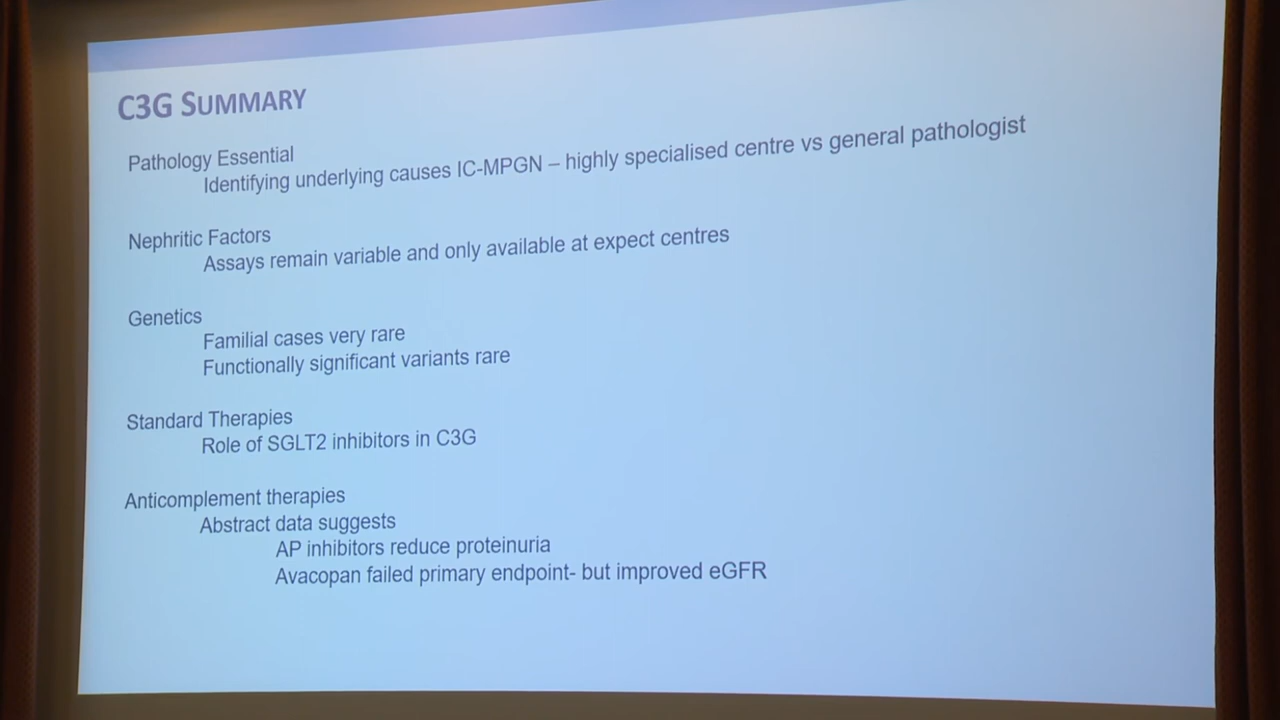 C3G SUMMARY
Pathology Essential
Identifying underlying causes IC-MPGN – highly specialised centre vs general pathologist
Nephritic Factors
Assays remain variable and only available at expect centres
Genetics
Familial cases very rare
Functionally significant variants rare
Standard Therapies
Role of SGLT2 inhibitors in C3G
Anticomplement therapies
Abstract data suggests
AP inhibitors reduce proteinuria
Avacopan failed primary endpoint- but improved eGFR